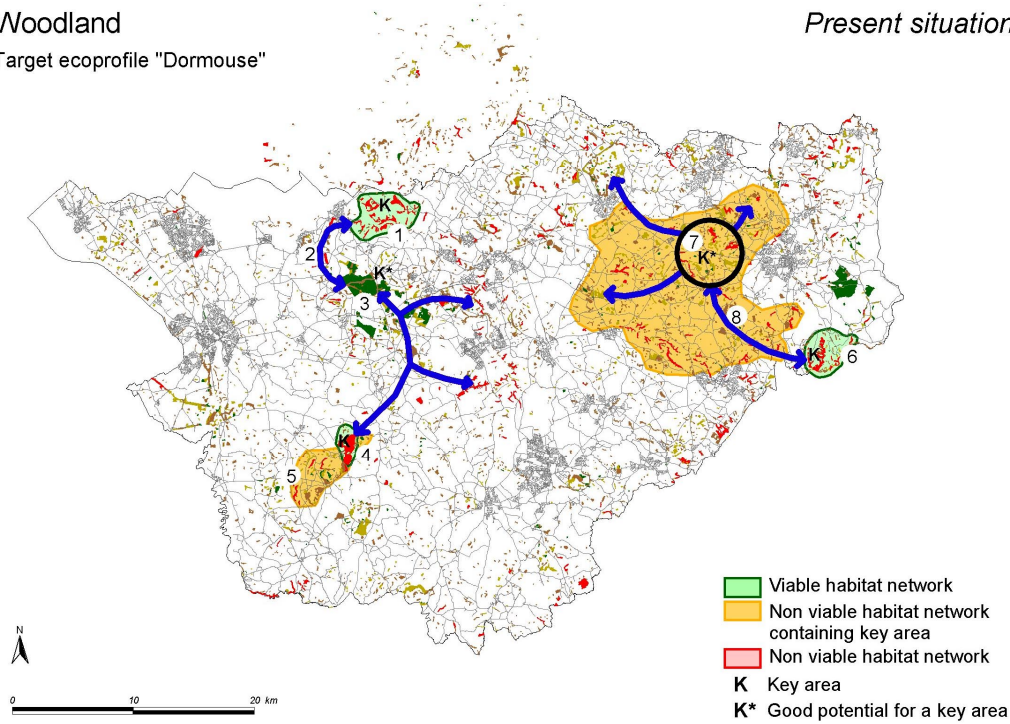 Woodland
Present situation
Target ecoprofile "Dormouse"
K
1
2
K*
3
7
K*
8
K
6
K
4
5
Viable habitat network
Non viable habitat network
containing key area
Non viable habitat network
K Key area
K* Good potential for a key area
N
0 10 20 km